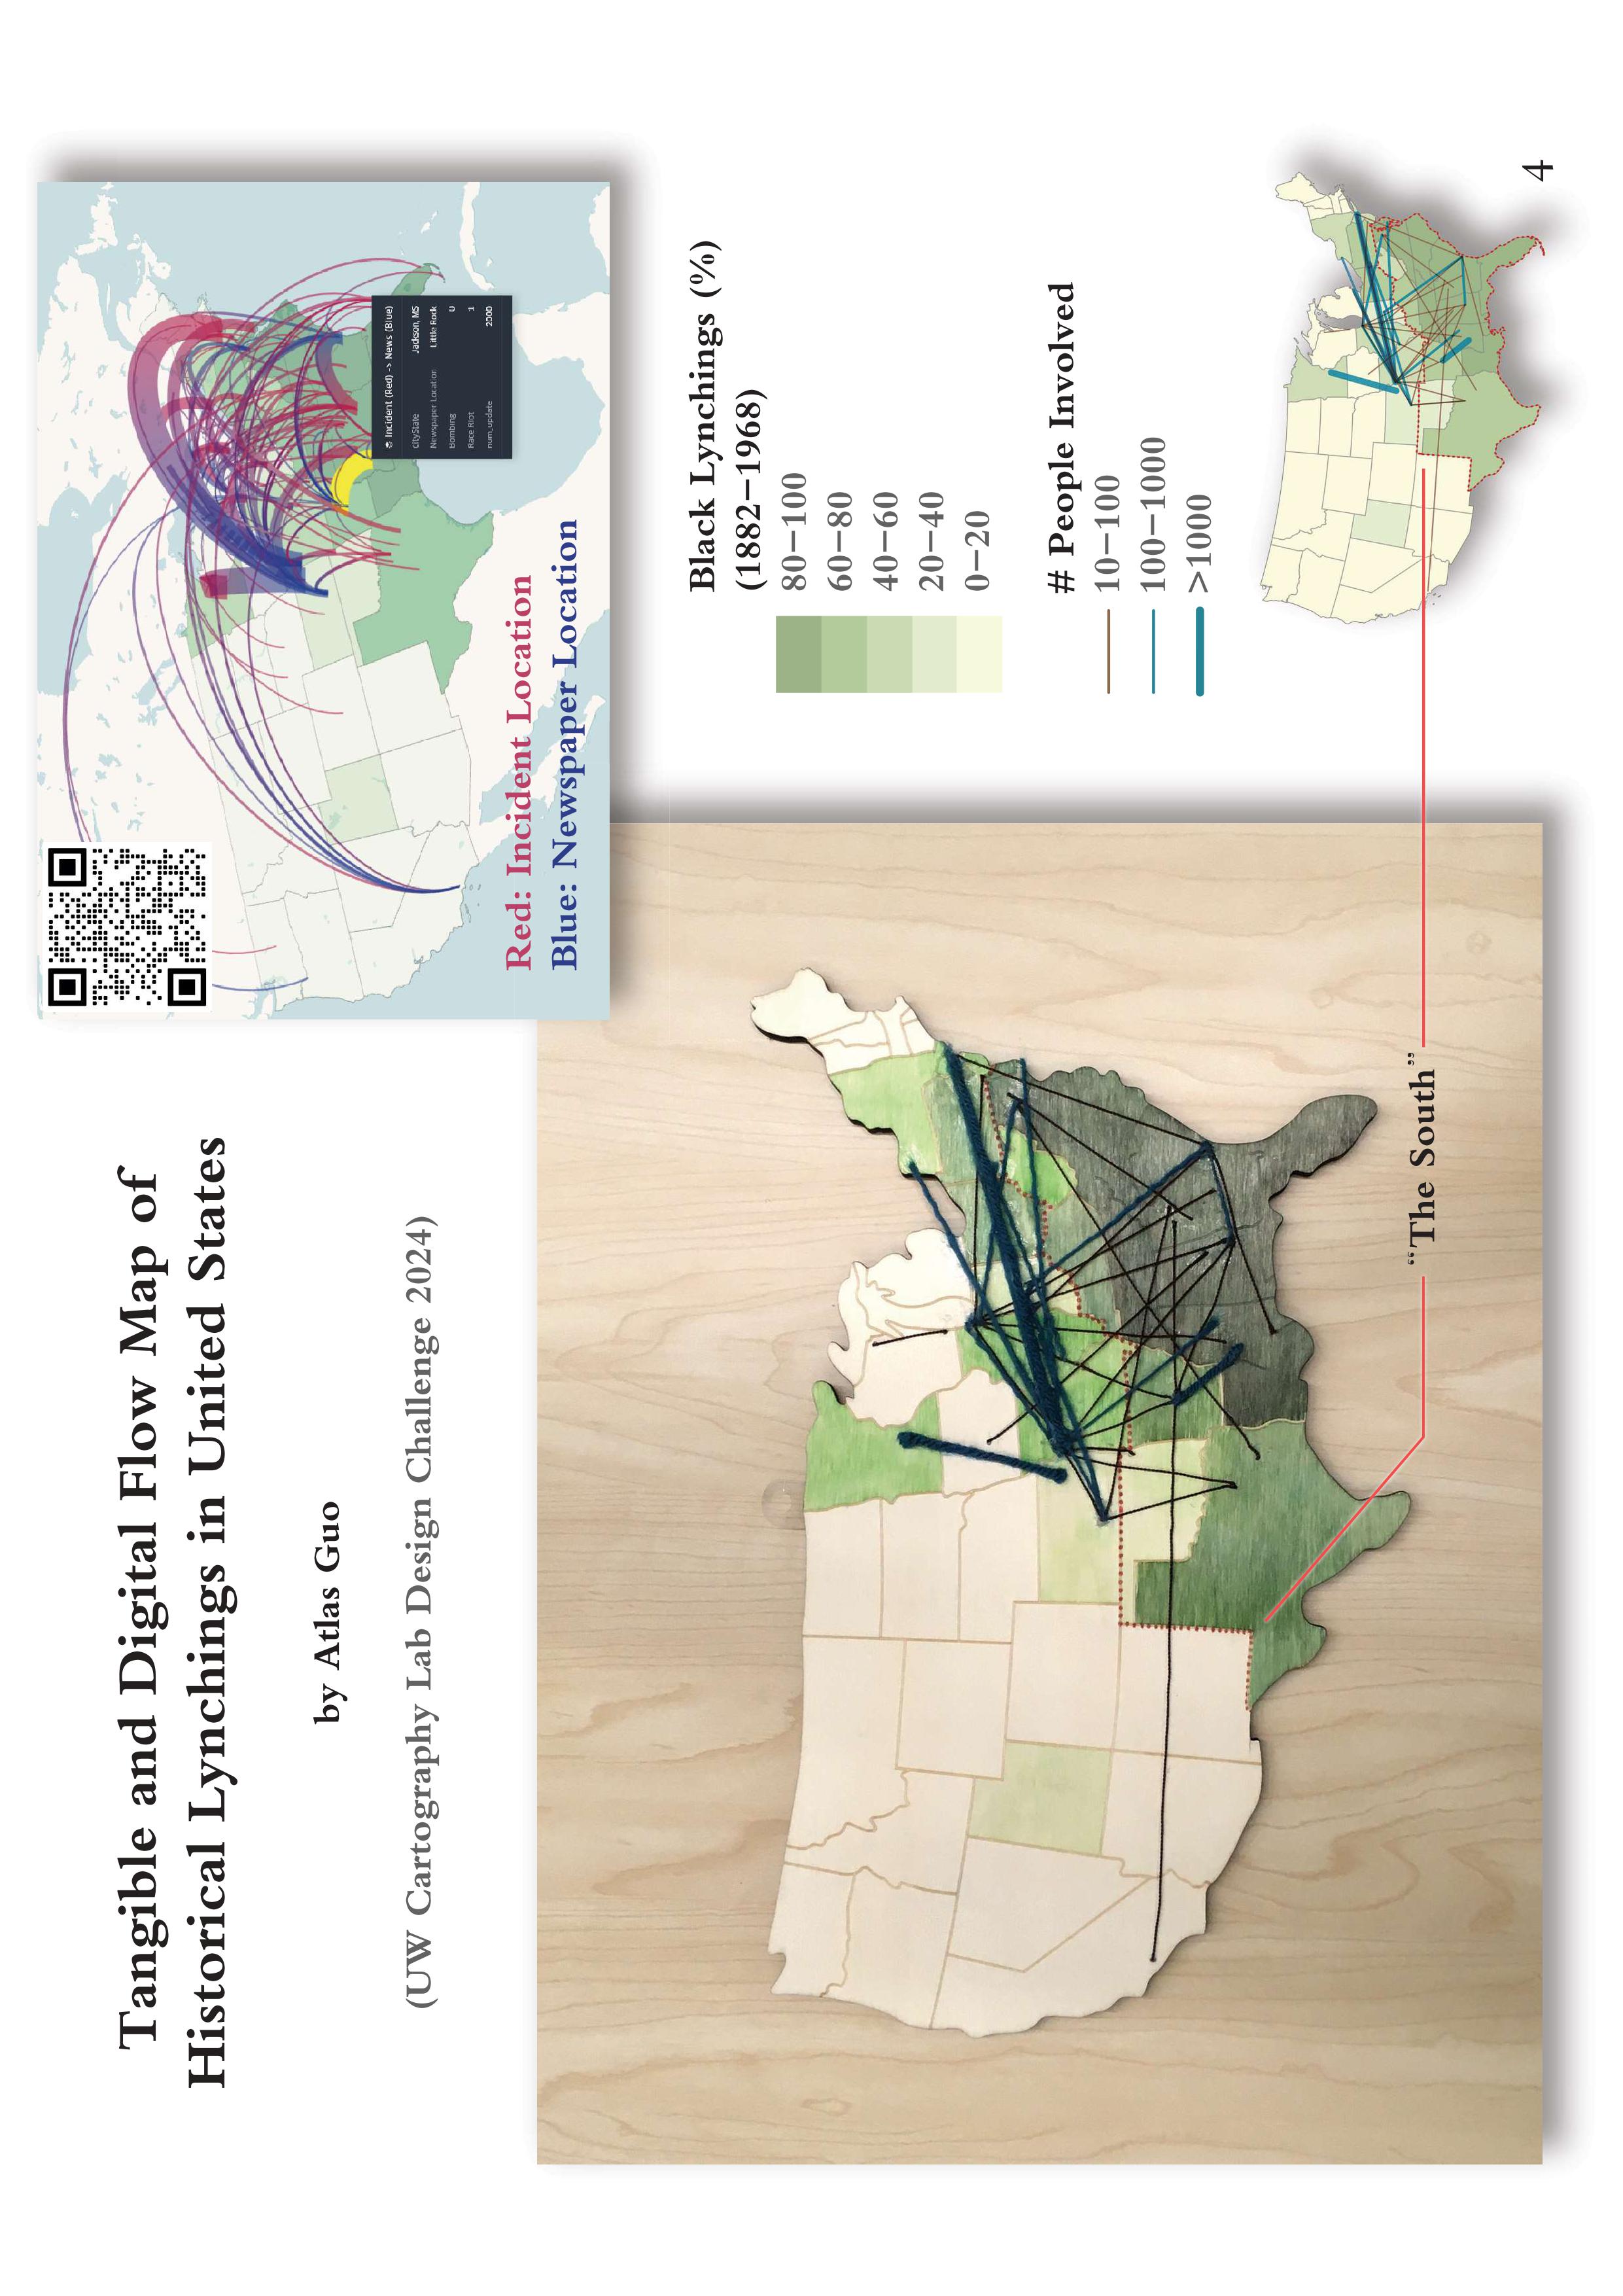 Tangible and Digital Flow Map of
Historical Lynchings in United States
by Atlas Guo
(UW Cartography Lab Design Challenge 2024)
Incident (Red) -> News (Blue)
cityState Jackson, MS
Newspaper Location Little Rock
Bombing 0
Race Riot 1
num_update 2000
Red: Incident Location
Blue: Newspaper Location
Black Lynchings (%)
(1882–1968)
80–100
60–80
40–60
20–40
0–20
# People Involved
10–100
100–1000
>1000
“The South”
4